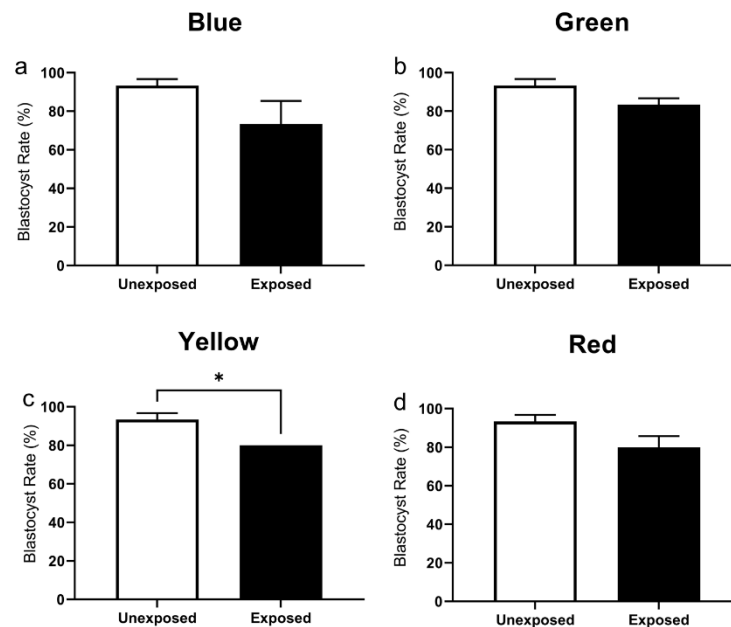 Blue
a
Blastocyst Rate (%)
100
80
60
40
20
0
Unexposed Exposed
Green
b
Blastocyst Rate (%)
100
80
60
40
20
0
Unexposed Exposed
Yellow
c
*
Blastocyst Rate (%)
100
80
60
40
20
0
Unexposed Exposed
Red
d
Blastocyst Rate (%)
100
80
60
40
20
0
Unexposed Exposed